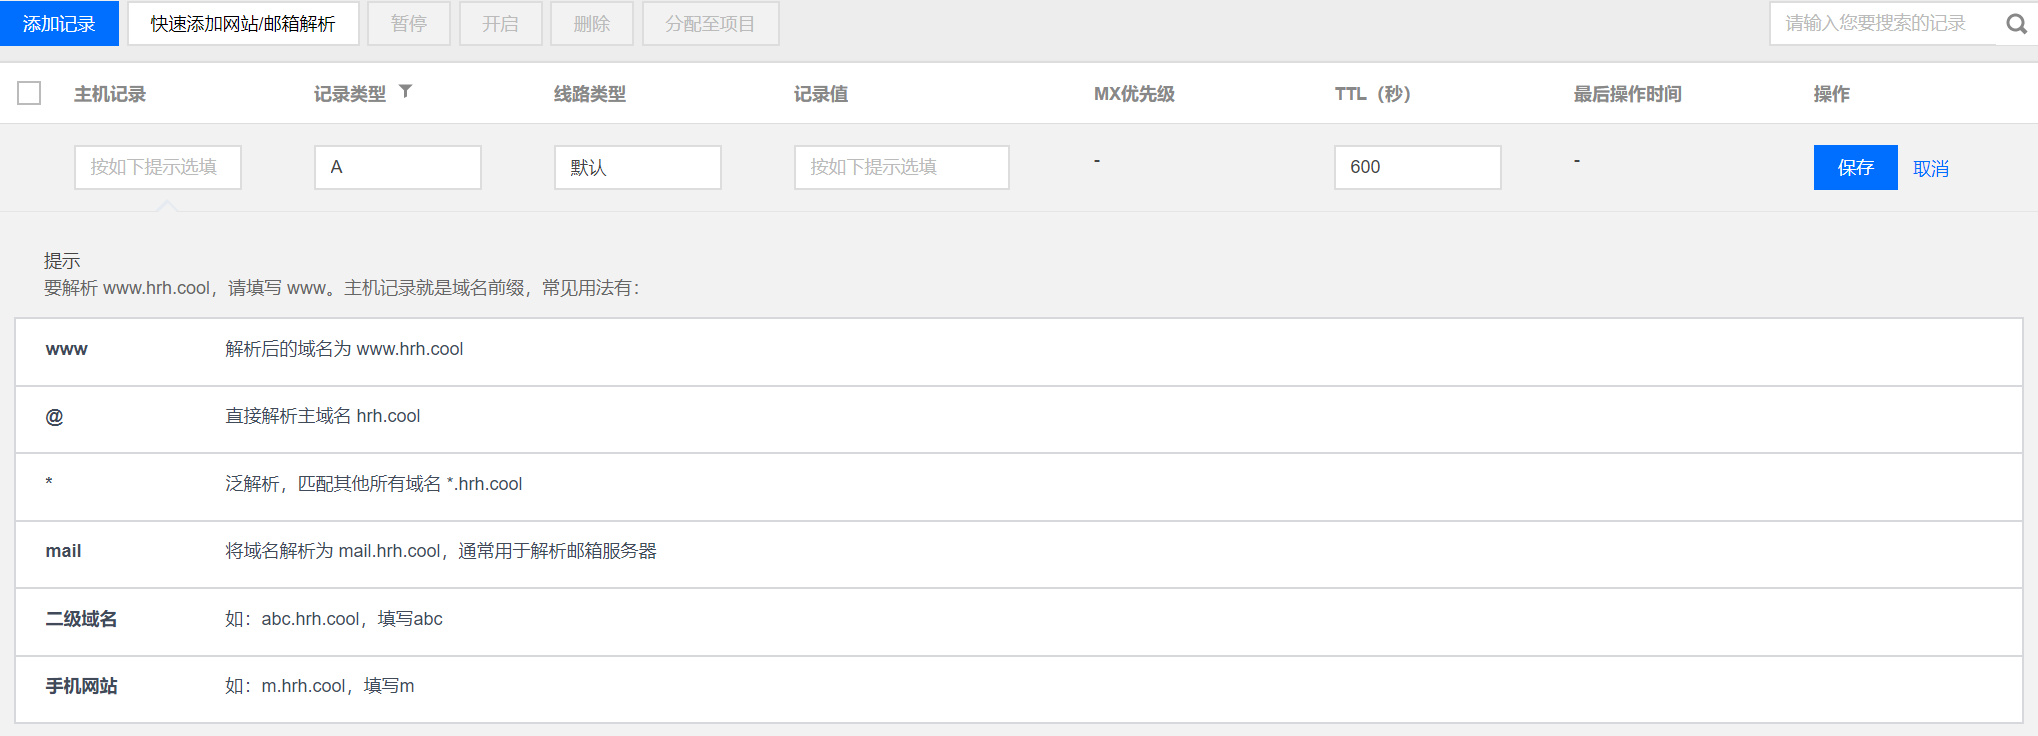 添加记录 快速添加网站/邮箱解析 暂停 开启 删除 分配至项目 请输入您要搜索的记录
主机记录 记录类型 线路类型 记录值 MX优先级 TTL（秒） 最后操作时间 操作
按如下提示选填 A 默认 按如下提示选填 - 600 - 保存 取消
提示
要解析 www.hrh.cool，请填写 www。主机记录就是域名前缀，常见用法有：
www 解析后的域名为 www.hrh.cool
@ 直接解析主域名 hrh.cool
* 泛解析，匹配其他所有域名 *.hrh.cool
mail 将域名解析为 mail.hrh.cool，通常用于解析邮箱服务器
二级域名 如：abc.hrh.cool，填写abc
手机网站 如：m.hrh.cool，填写m